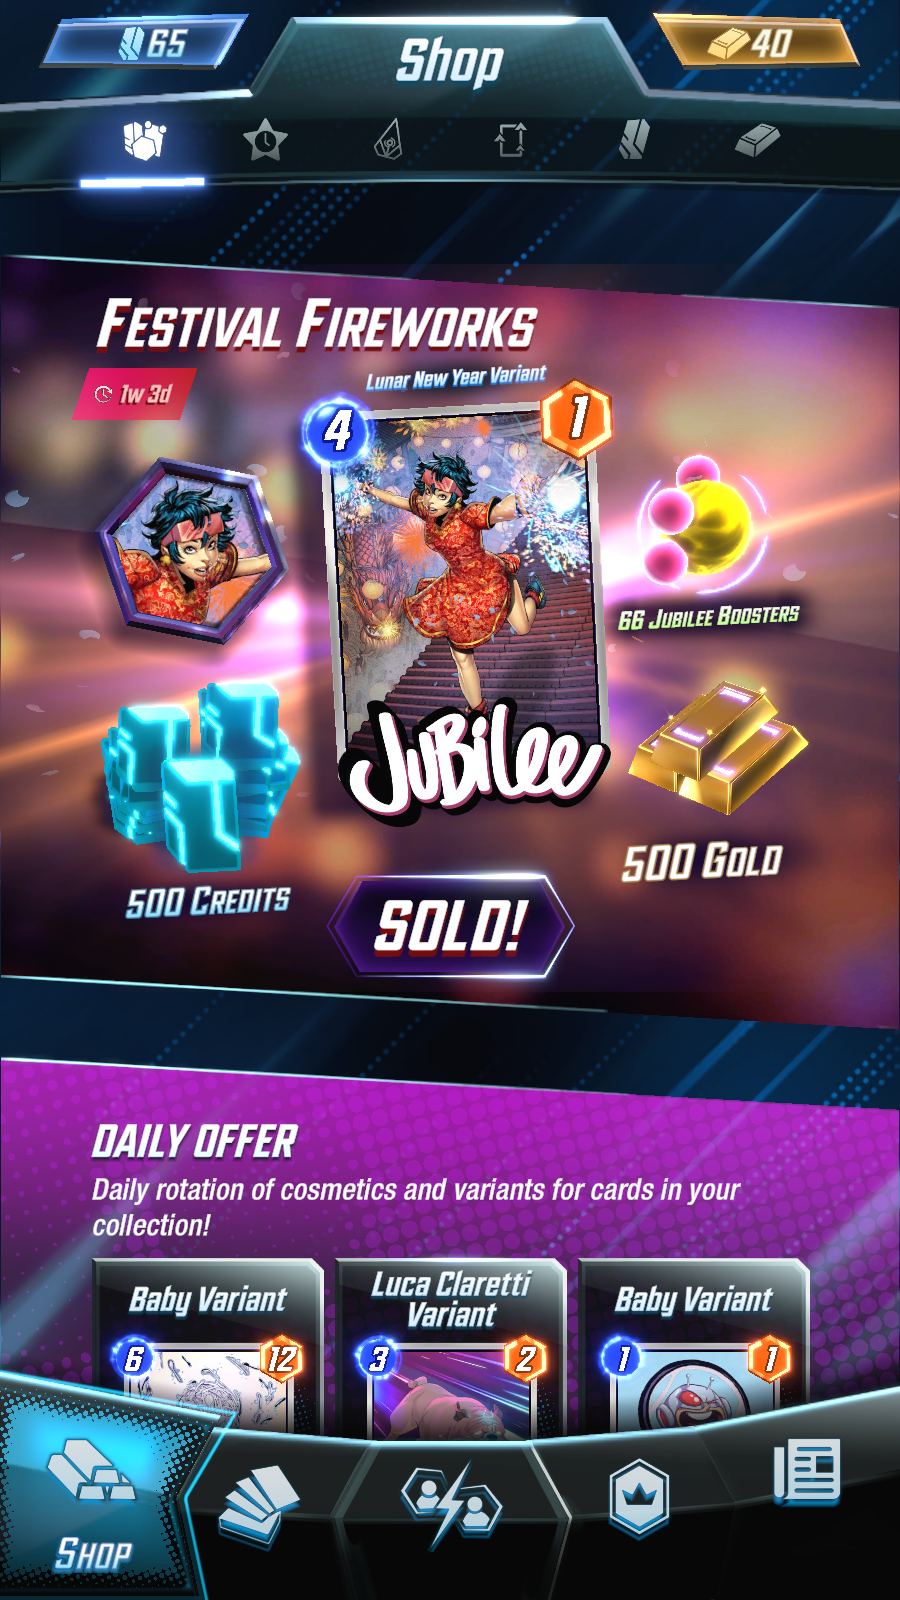 65
Shop
40
Festival Fireworks
1w 3d
Lunar New Year Variant
4
1
Jubilee
66 Jubilee Boosters
500 Credits
500 Gold
SOLD!
DAILY OFFER
Daily rotation of cosmetics and variants for cards in your
collection!
Baby Variant
6
12
Luca Claretti
Variant
3
2
Baby Variant
1
1
Shop